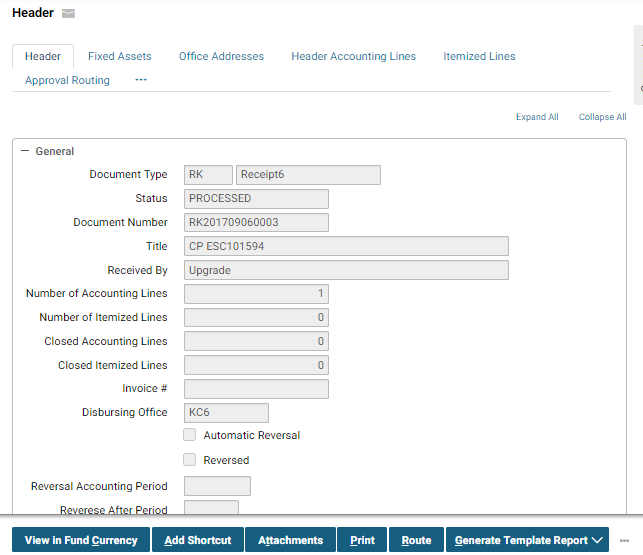 Header
Header Fixed Assets Office Addresses Header Accounting Lines Itemized Lines
Approval Routing ---
Expand All Collapse All
— General
Document Type RK Receipt6
Status PROCESSED
Document Number RK201709060003
Title CP ESC101594
Received By Upgrade
Number of Accounting Lines 1
Number of Itemized Lines 0
Closed Accounting Lines 0
Closed Itemized Lines 0
Invoice #
Disbursing Office KC6
Automatic Reversal
Reversed
Reversal Accounting Period
Reverese After Period
View in Fund Currency Add Shortcut Attachments Print Route Generate Template Report